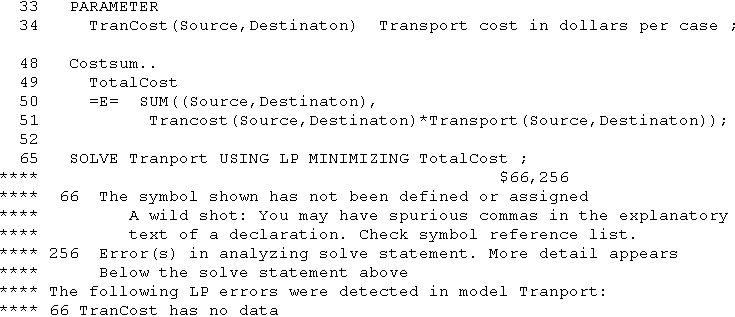 33 PARAMETER
34 TranCost(Source,Destinaton) Transport cost in dollars per case ;
48 Costsum..
49 TotalCost
50 =E= SUM((Source,Destinaton),
51 Trancost(Source,Destinaton)*Transport(Source,Destinaton));
52
65 SOLVE Tranport USING LP MINIMIZING TotalCost ;
**** $66,256
**** 66 The symbol shown has not been defined or assigned
**** A wild shot: You may have spurious commas in the explanatory
**** text of a declaration. Check symbol reference list.
**** 256 Error(s) in analyzing solve statement. More detail appears
**** Below the solve statement above
**** The following LP errors were detected in model Tranport:
**** 66 TranCost has no data